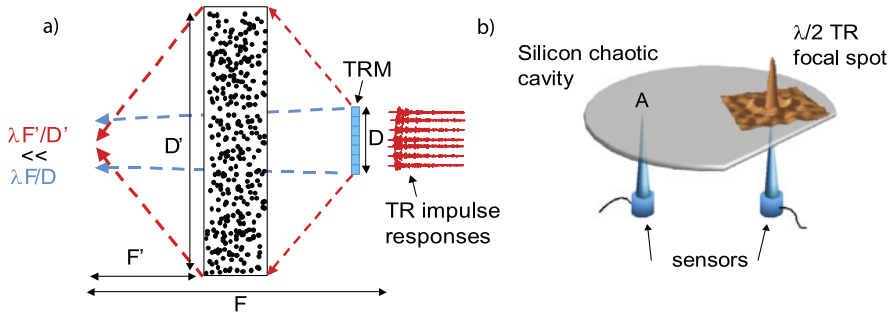 a)
TRM
D
D'
λF'/D'
<<
λF/D
TR impulse
responses
F'
F
b)
λ/2 TR
focal spot
Silicon chaotic
cavity
A
sensors